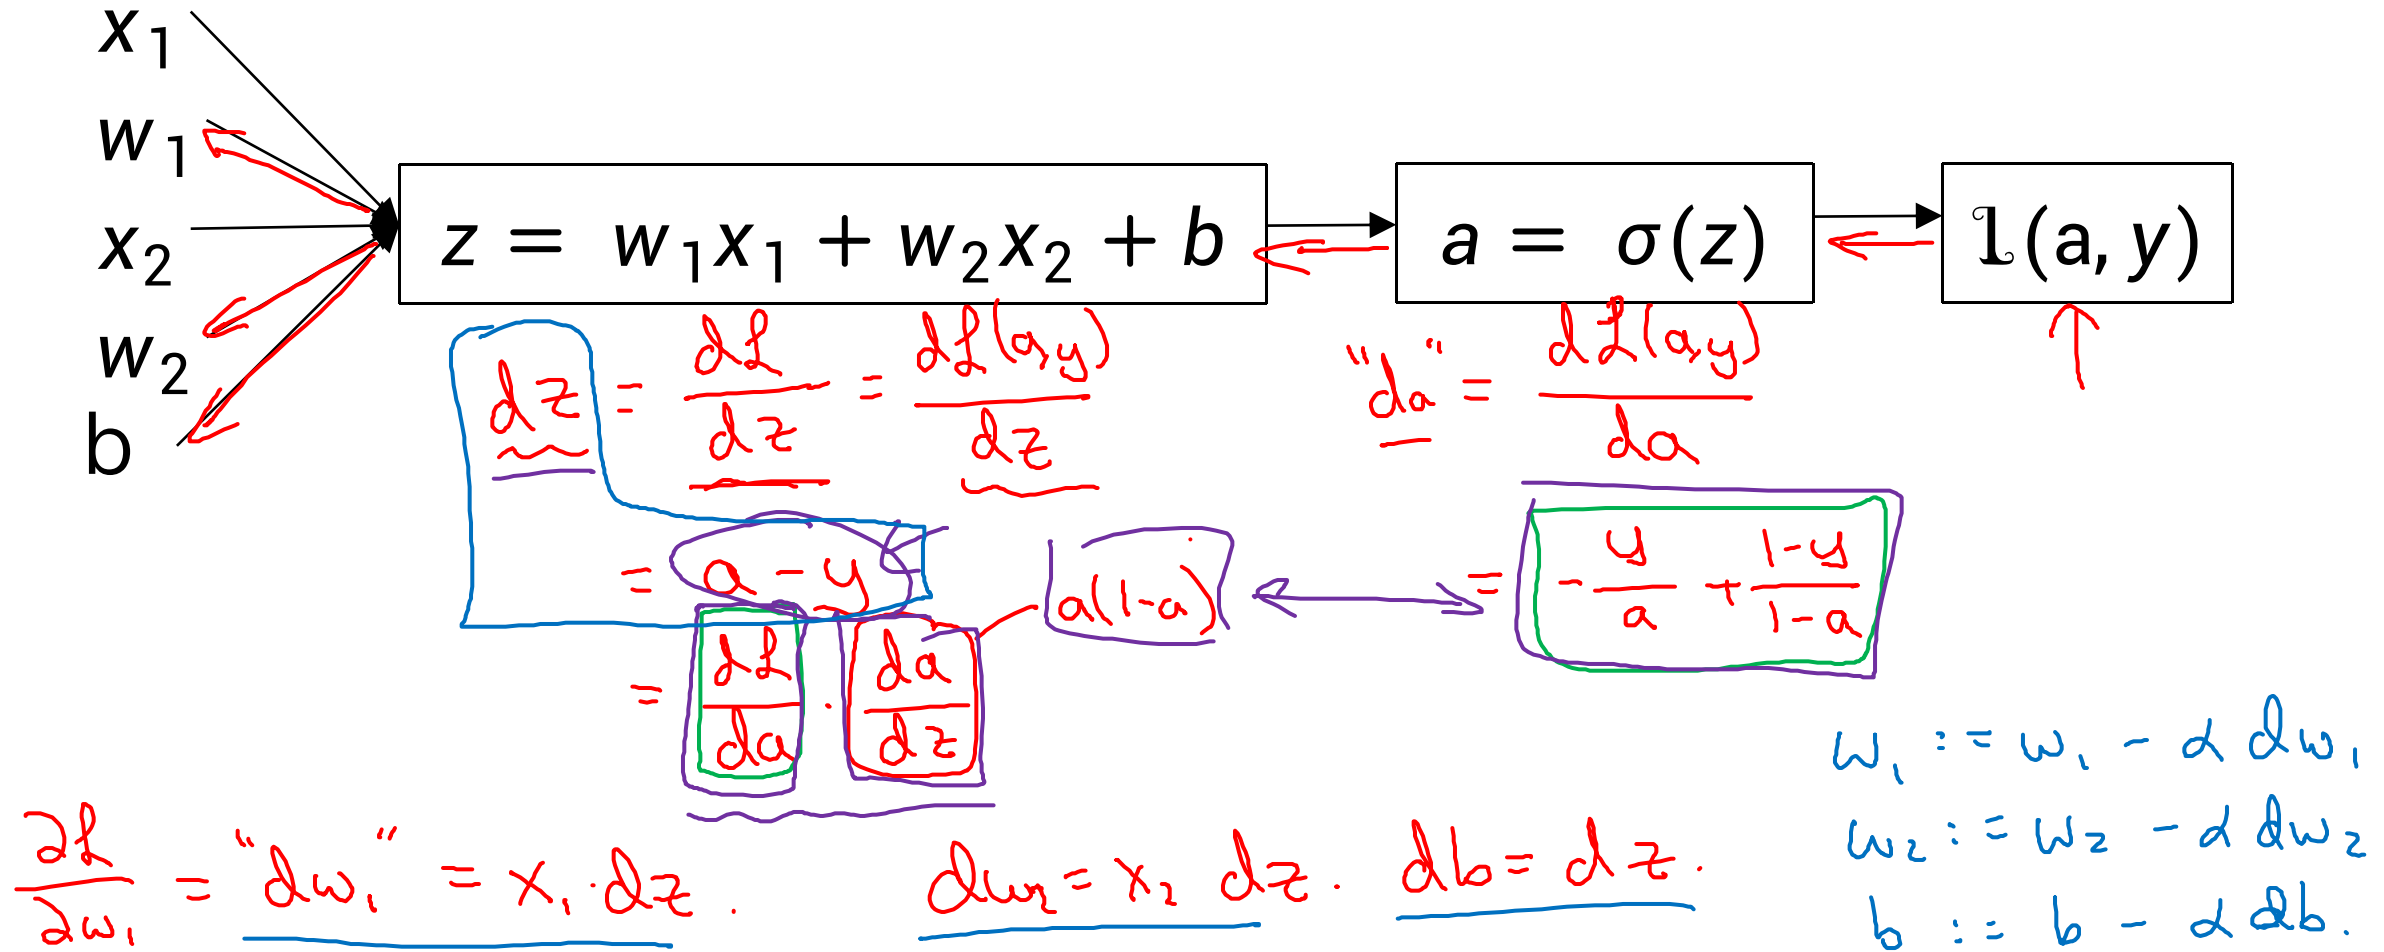 x₁
w₁
x₂
w₂
b
z = w₁x₁ + w₂x₂ + b
a = σ(z)
𝓛(a, y)
dz = dℒ/dz = dℒ(a,y)/dz
"da" = dℒ(a,y)/da
= a - y
a(1-a)
= -y/a + (1-y)/(1-a)
= dℒ/da · da/dz
w₁ := w₁ - α dw₁
w₂ := w₂ - α dw₂
b := b - α db.
∂ℒ/∂w₁ = "dw₁" = x₁·dz.
dw₂ = x₂ dz.
db = dz.